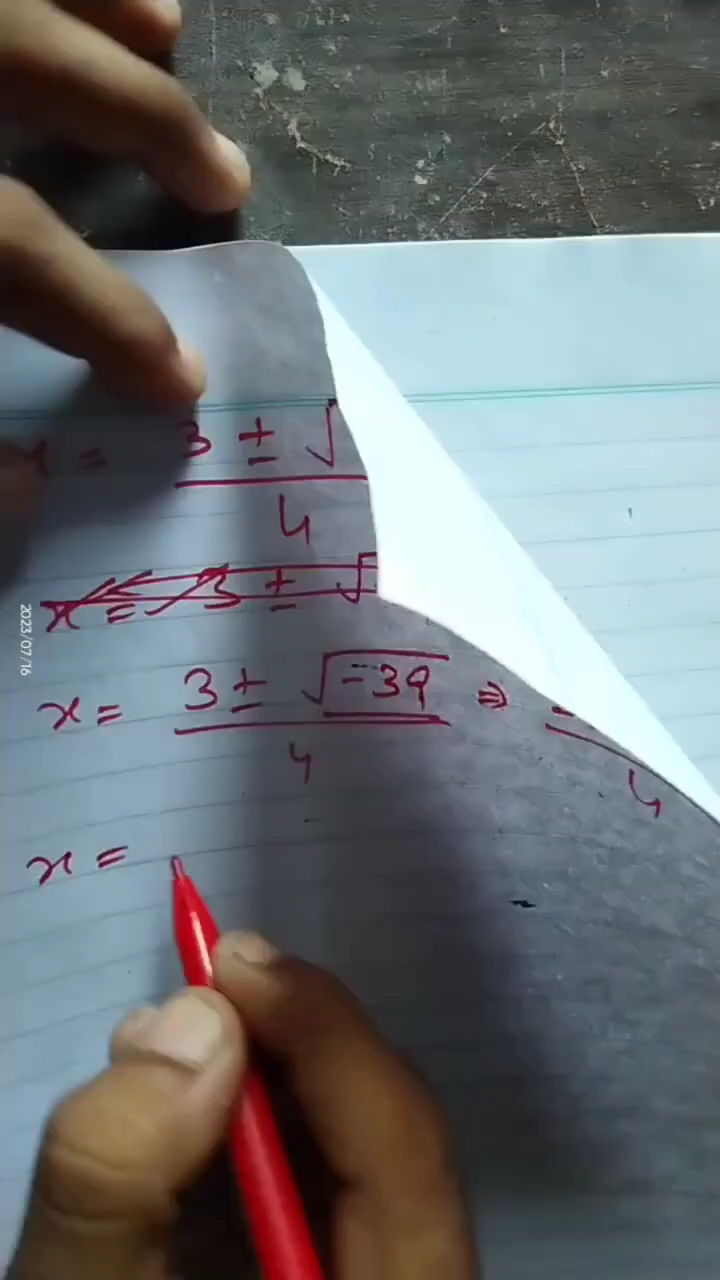 x = 3 ± √
4
x = 3 ± √
x = 3 ± √-39 ⇒
4 4
x =
2023/07/16